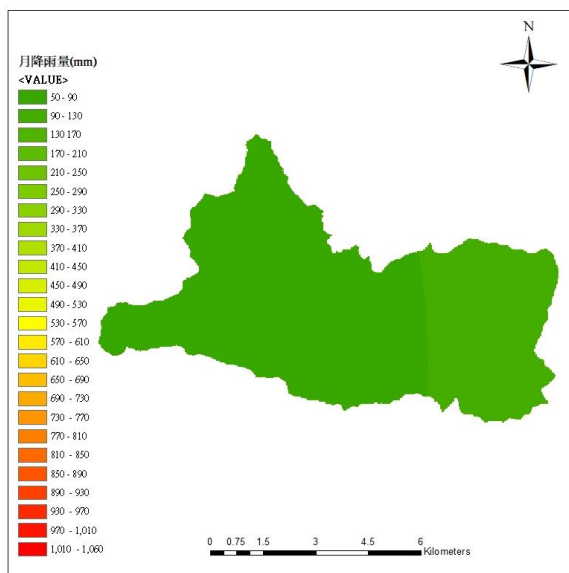 N
月降雨量(mm)
<VALUE>
50 - 90
90 - 130
130 170
170 - 210
210 - 250
250 - 290
290 - 330
330 - 370
370 - 410
410 - 450
450 - 490
490 - 530
530 - 570
570 - 610
610 - 650
650 - 690
690 - 730
730 - 770
770 - 810
810 - 850
850 - 890
890 - 930
930 - 970
970 - 1,010
1,010 - 1,060
0 0.75 1.5 3 4.5 6
Kilometers